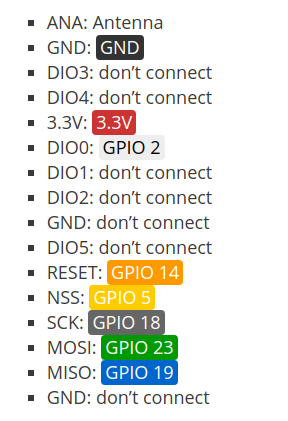 ANA: Antenna
GND: GND
DIO3: don’t connect
DIO4: don’t connect
3.3V: 3.3V
DIO0: GPIO 2
DIO1: don’t connect
DIO2: don’t connect
GND: don’t connect
DIO5: don’t connect
RESET: GPIO 14
NSS: GPIO 5
SCK: GPIO 18
MOSI: GPIO 23
MISO: GPIO 19
GND: don’t connect